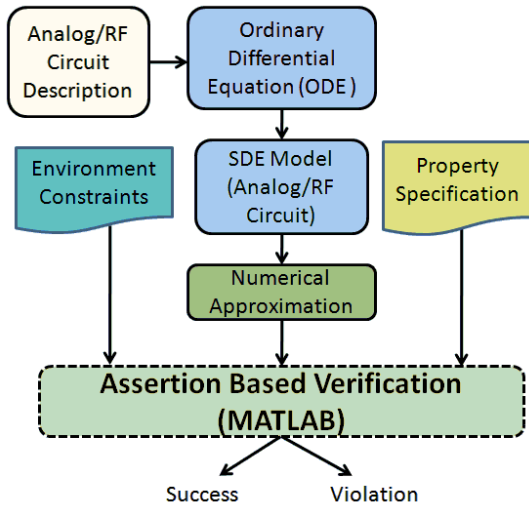 Analog/RF
Circuit
Description
Ordinary
Differential
Equation (ODE)
Environment
Constraints
SDE Model
(Analog/RF
Circuit)
Property
Specification
Numerical
Approximation
Assertion Based Verification
(MATLAB)
Success
Violation